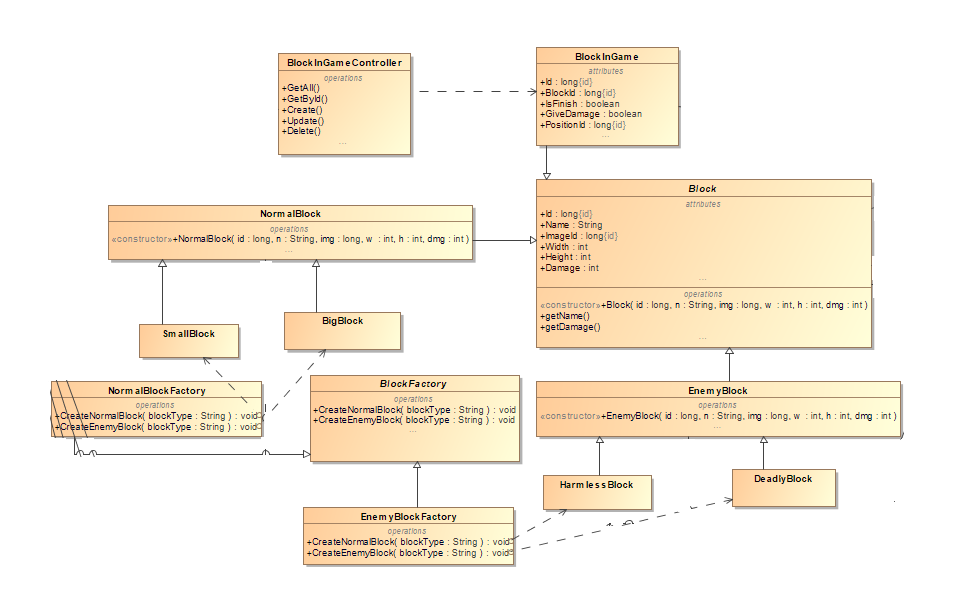 BlockInGameController
operations
+GetAll()
+GetById()
+Create()
+Update()
+Delete()
...
BlockInGame
attributes
+Id : long{id}
+BlockId : long{id}
+IsFinish : boolean
+GiveDamage : boolean
+PositionId : long{id}
...
Block
attributes
+Id : long{id}
+Name : String
+ImageId : long{id}
+Width : int
+Height : int
+Damage : int
...
operations
«constructor»+Block( id : long, n : String, img : long, w : int, h : int, dmg : int )
+getName()
+getDamage()
...
NormalBlock
operations
«constructor»+NormalBlock( id : long, n : String, img : long, w : int, h : int, dmg : int )
...
SmallBlock
BigBlock
NormalBlockFactory
operations
+CreateNormalBlock( blockType : String ) : void
+CreateEnemyBlock( blockType : String ) : void
BlockFactory
operations
+CreateNormalBlock( blockType : String ) : void
+CreateEnemyBlock( blockType : String ) : void
...
EnemyBlock
operations
«constructor»+EnemyBlock( id : long, n : String, img : long, w : int, h : int, dmg : int )
...
HarmlessBlock
DeadlyBlock
EnemyBlockFactory
operations
+CreateNormalBlock( blockType : String ) : void
+CreateEnemyBlock( blockType : String ) : void